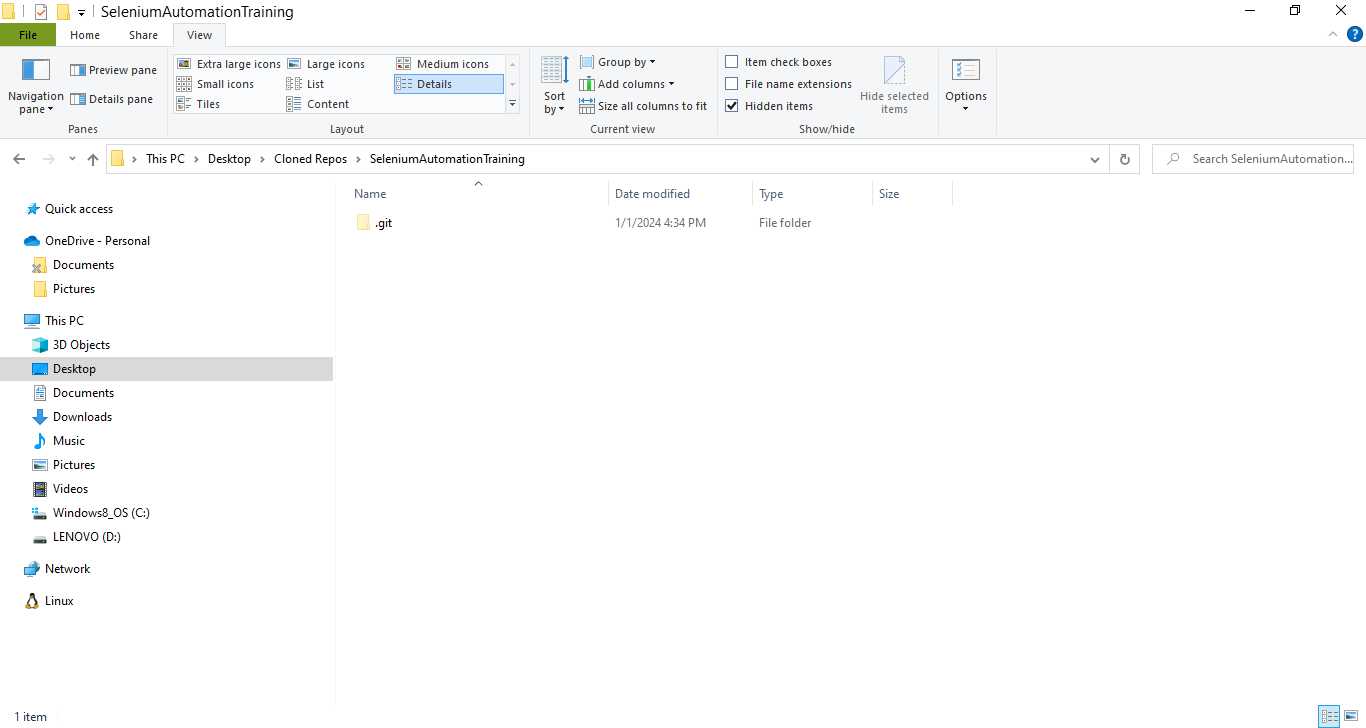 SeleniumAutomationTraining
File Home Share View
Navigation pane
Preview pane
Details pane
Panes
Extra large icons Large icons Medium icons
Small icons List Details
Tiles Content
Layout
Sort by
Group by
Add columns
Size all columns to fit
Current view
Item check boxes
File name extensions
Hidden items
Hide selected items
Show/hide
Options
This PC > Desktop > Cloned Repos > SeleniumAutomationTraining
Search SeleniumAutomation...
Quick access
OneDrive - Personal
Documents
Pictures
This PC
3D Objects
Desktop
Documents
Downloads
Music
Pictures
Videos
Windows8_OS (C:)
LENOVO (D:)
Network
Linux
Name Date modified Type Size
.git 1/1/2024 4:34 PM File folder
1 item